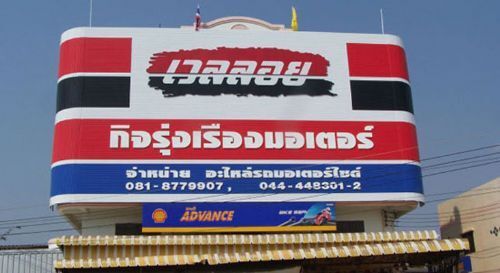 เวลลอย
กิจรุ่งเรืองมอเตอร์
จำหน่าย อะไหล่รถมอเตอร์ไซด์
081-8779907, 044-448301-2
ADVANCE